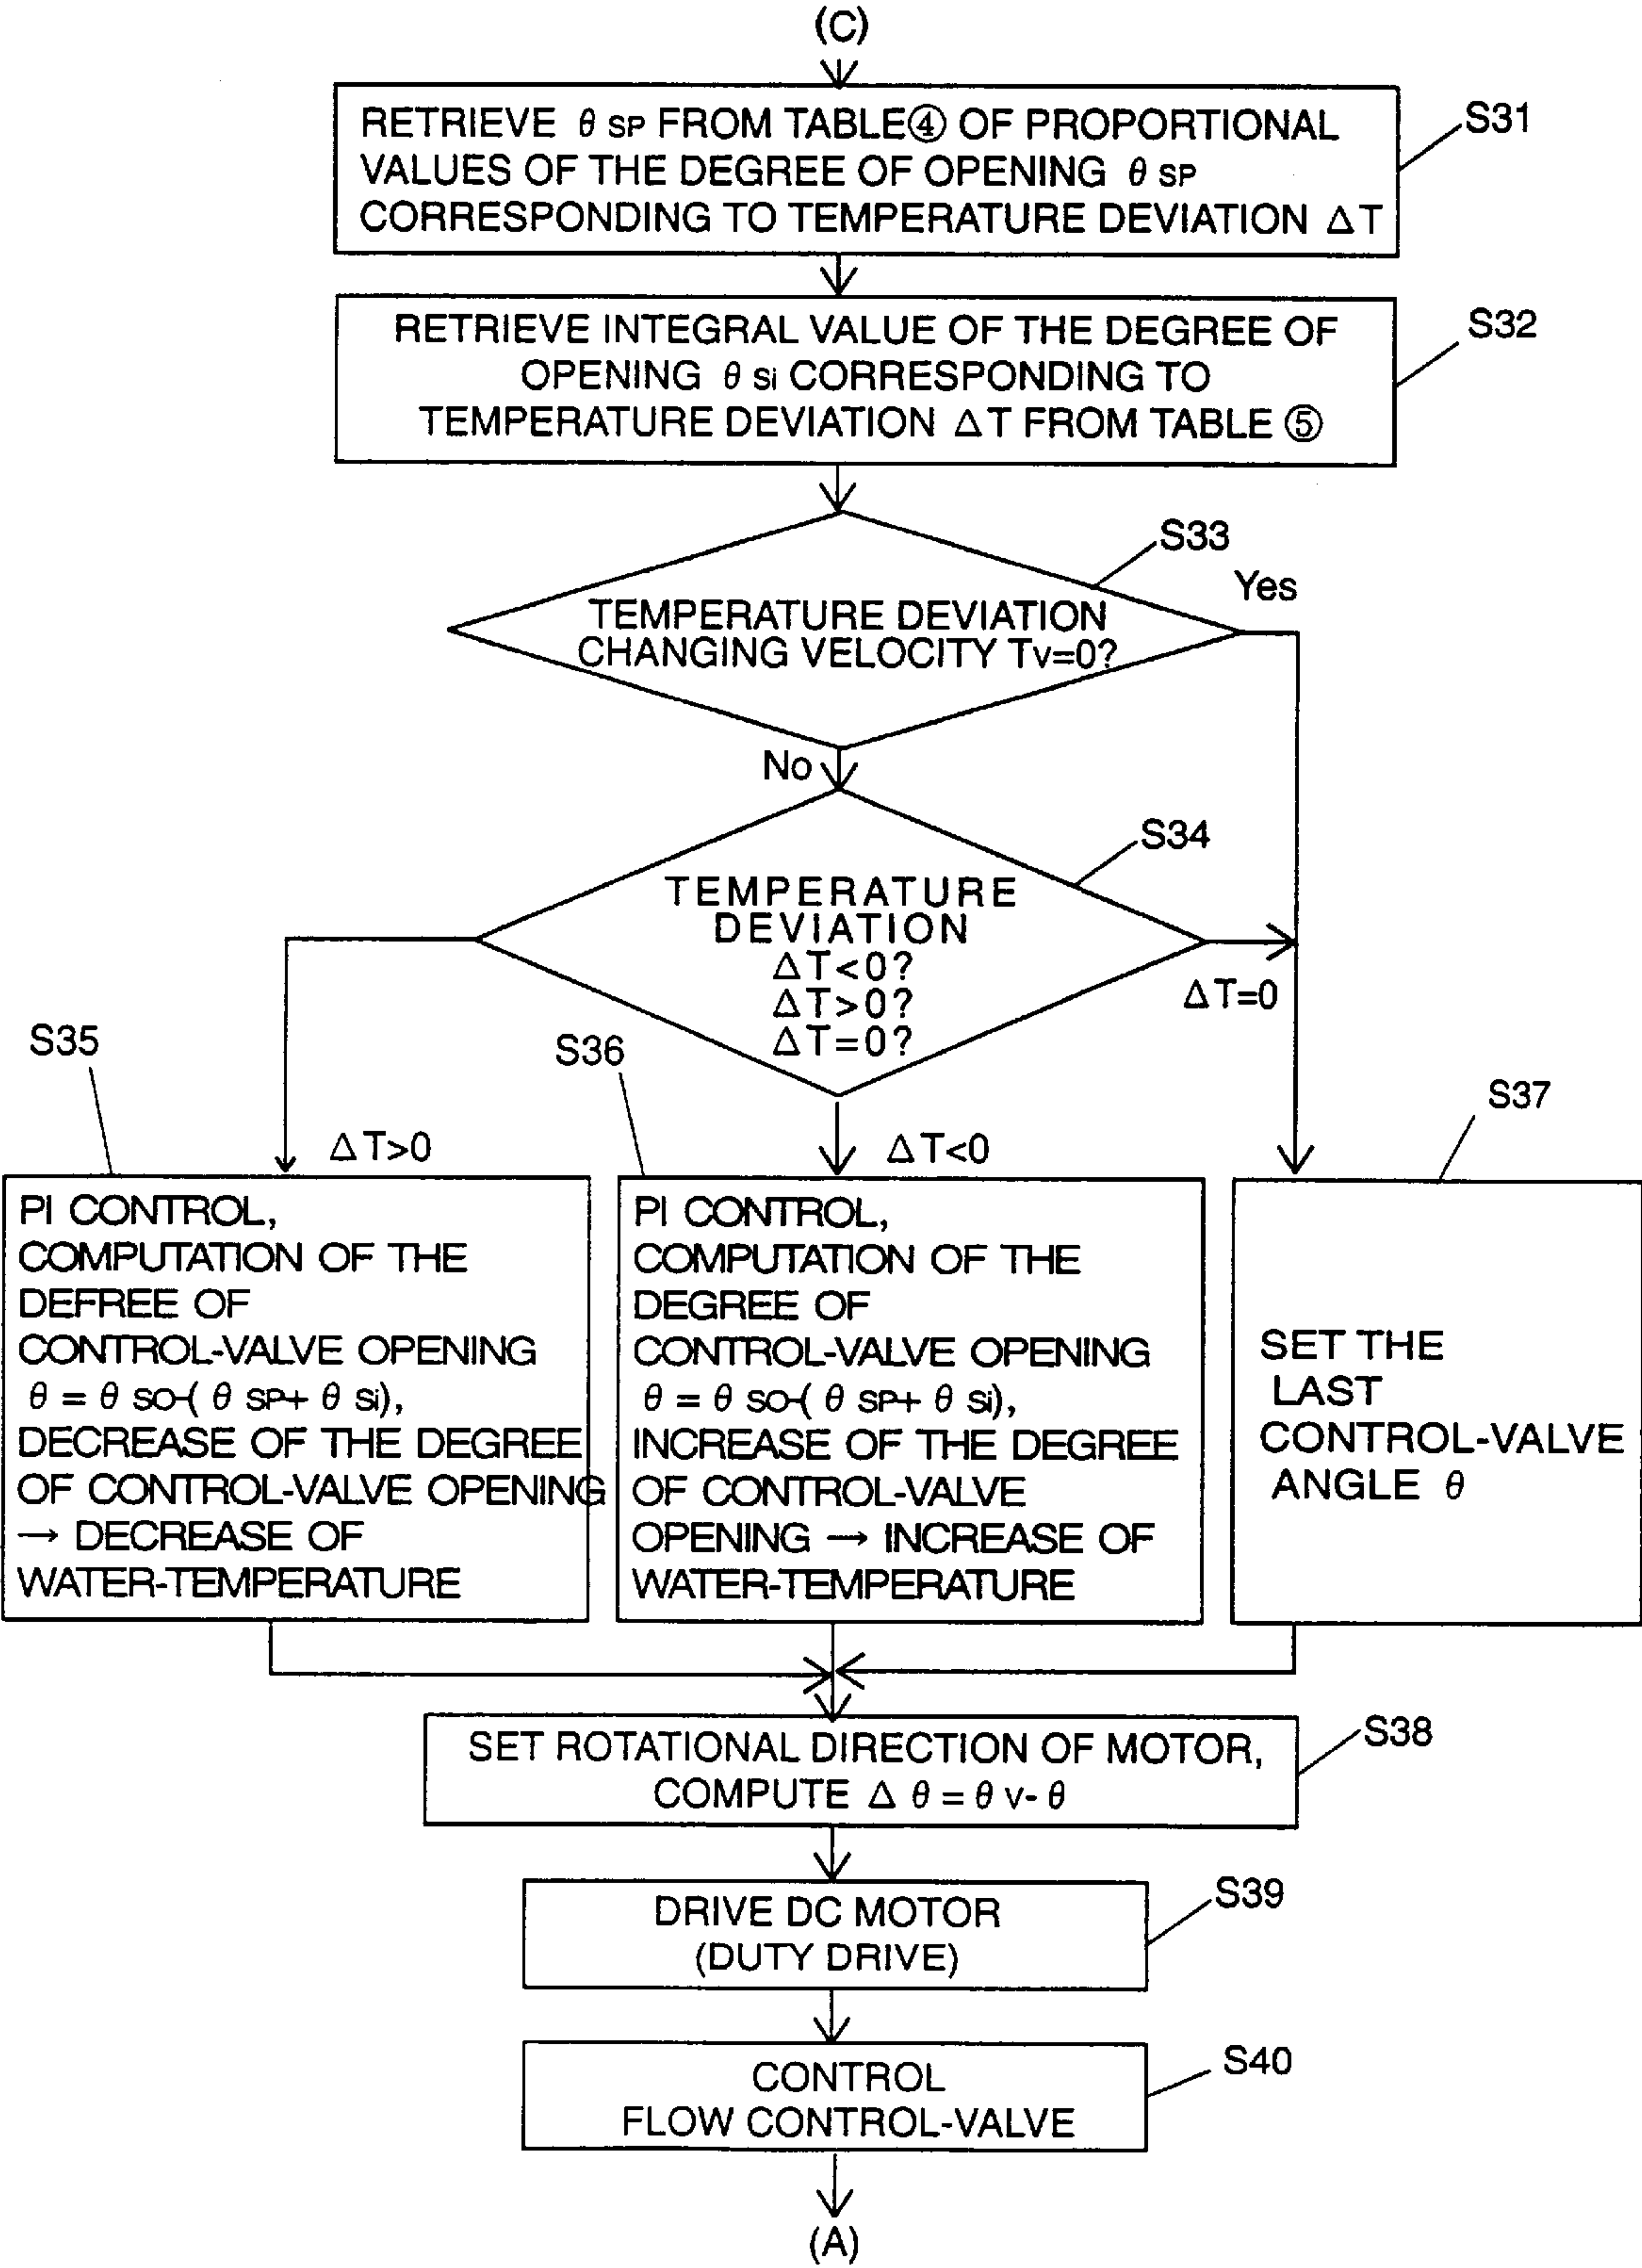 (C)
RETRIEVE θ SP FROM TABLE④ OF PROPORTIONAL
VALUES OF THE DEGREE OF OPENING θ SP
CORRESPONDING TO TEMPERATURE DEVIATION ΔT
S31
RETRIEVE INTEGRAL VALUE OF THE DEGREE OF
OPENING θ Si CORRESPONDING TO
TEMPERATURE DEVIATION ΔT FROM TABLE ⑤
S32
S33
Yes
TEMPERATURE DEVIATION
CHANGING VELOCITY TV=0?
No
S34
TEMPERATURE
DEVIATION
ΔT<0?
ΔT>0?
ΔT=0?
ΔT=0
S35
S36
S37
ΔT>0
ΔT<0
PI CONTROL,
COMPUTATION OF THE
DEFREE OF
CONTROL-VALVE OPENING
θ = θ SO-( θ SP+ θ Si),
DECREASE OF THE DEGREE
OF CONTROL-VALVE OPENING
→ DECREASE OF
WATER-TEMPERATURE
PI CONTROL,
COMPUTATION OF THE
DEGREE OF
CONTROL-VALVE OPENING
θ = θ SO-( θ SP+ θ Si),
INCREASE OF THE DEGREE
OF CONTROL-VALVE
OPENING → INCREASE OF
WATER-TEMPERATURE
SET THE
LAST
CONTROL-VALVE
ANGLE θ
SET ROTATIONAL DIRECTION OF MOTOR,
COMPUTE Δ θ = θ V- θ
S38
DRIVE DC MOTOR
(DUTY DRIVE)
S39
CONTROL
FLOW CONTROL-VALVE
S40
(A)